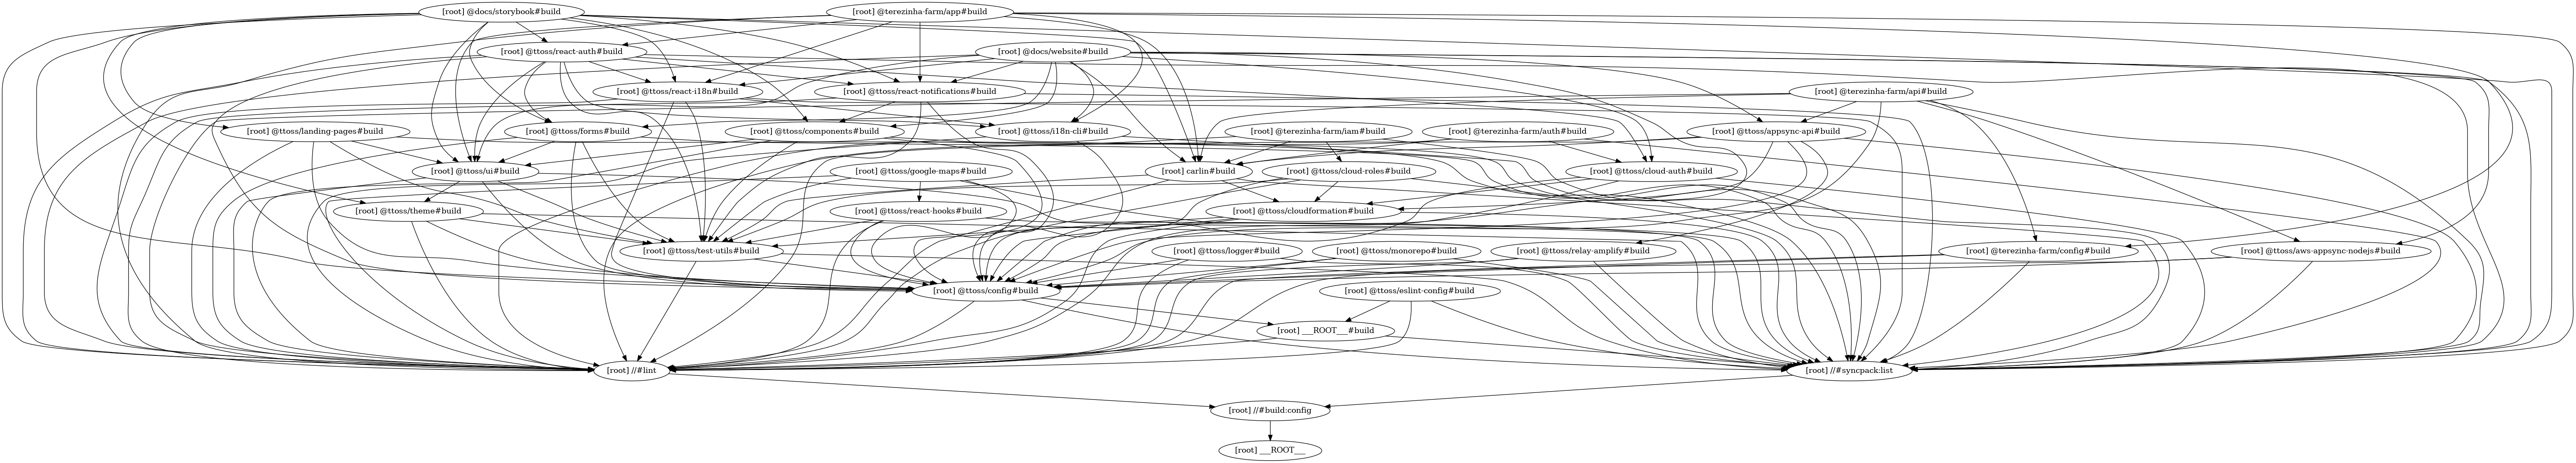 [root] @docs/storybook#build
[root] @terezinha-farm/app#build
[root] @ttoss/react-auth#build
[root] @docs/website#build
[root] @ttoss/react-i18n#build
[root] @ttoss/react-notifications#build
[root] @terezinha-farm/api#build
[root] @ttoss/landing-pages#build
[root] @ttoss/forms#build
[root] @ttoss/components#build
[root] @ttoss/i18n-cli#build
[root] @terezinha-farm/iam#build
[root] @terezinha-farm/auth#build
[root] @ttoss/appsync-api#build
[root] @ttoss/ui#build
[root] @ttoss/google-maps#build
[root] carlin#build
[root] @ttoss/cloud-roles#build
[root] @ttoss/cloud-auth#build
[root] @ttoss/theme#build
[root] @ttoss/react-hooks#build
[root] @ttoss/cloudformation#build
[root] @ttoss/test-utils#build
[root] @ttoss/logger#build
[root] @ttoss/monorepo#build
[root] @ttoss/relay-amplify#build
[root] @terezinha-farm/config#build
[root] @ttoss/aws-appsync-nodejs#build
[root] @ttoss/config#build
[root] @ttoss/eslint-config#build
[root] ___ROOT___#build
[root] //#lint
[root] //#syncpack:list
[root] //#build:config
[root] ___ROOT___